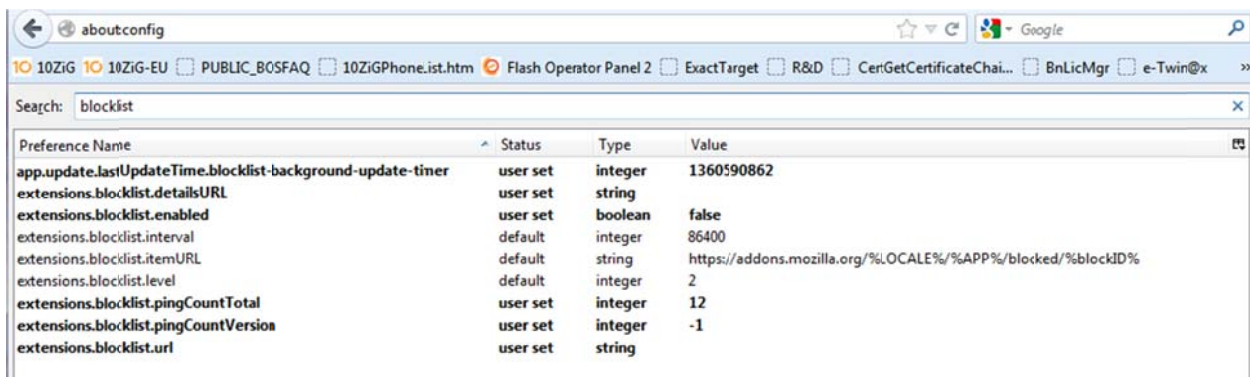 about:config
Google
10ZiG 10ZiG-EU PUBLIC_BOSFAQ 10ZiGPhoneList.htm Flash Operator Panel 2 ExactTarget R&D CertGetCertificateChai... BnLicMgr e-Twin@x »
Search: blocklist
Preference Name Status Type Value
app.update.lastUpdateTime.blocklist-background-update-timer user set integer 1360590862
extensions.blocklist.detailsURL user set string
extensions.blocklist.enabled user set boolean false
extensions.blocklist.interval default integer 86400
extensions.blocklist.itemURL default string https://addons.mozilla.org/%LOCALE%/%APP%/blocked/%blockID%
extensions.blocklist.level default integer 2
extensions.blocklist.pingCountTotal user set integer 12
extensions.blocklist.pingCountVersion user set integer -1
extensions.blocklist.url user set string